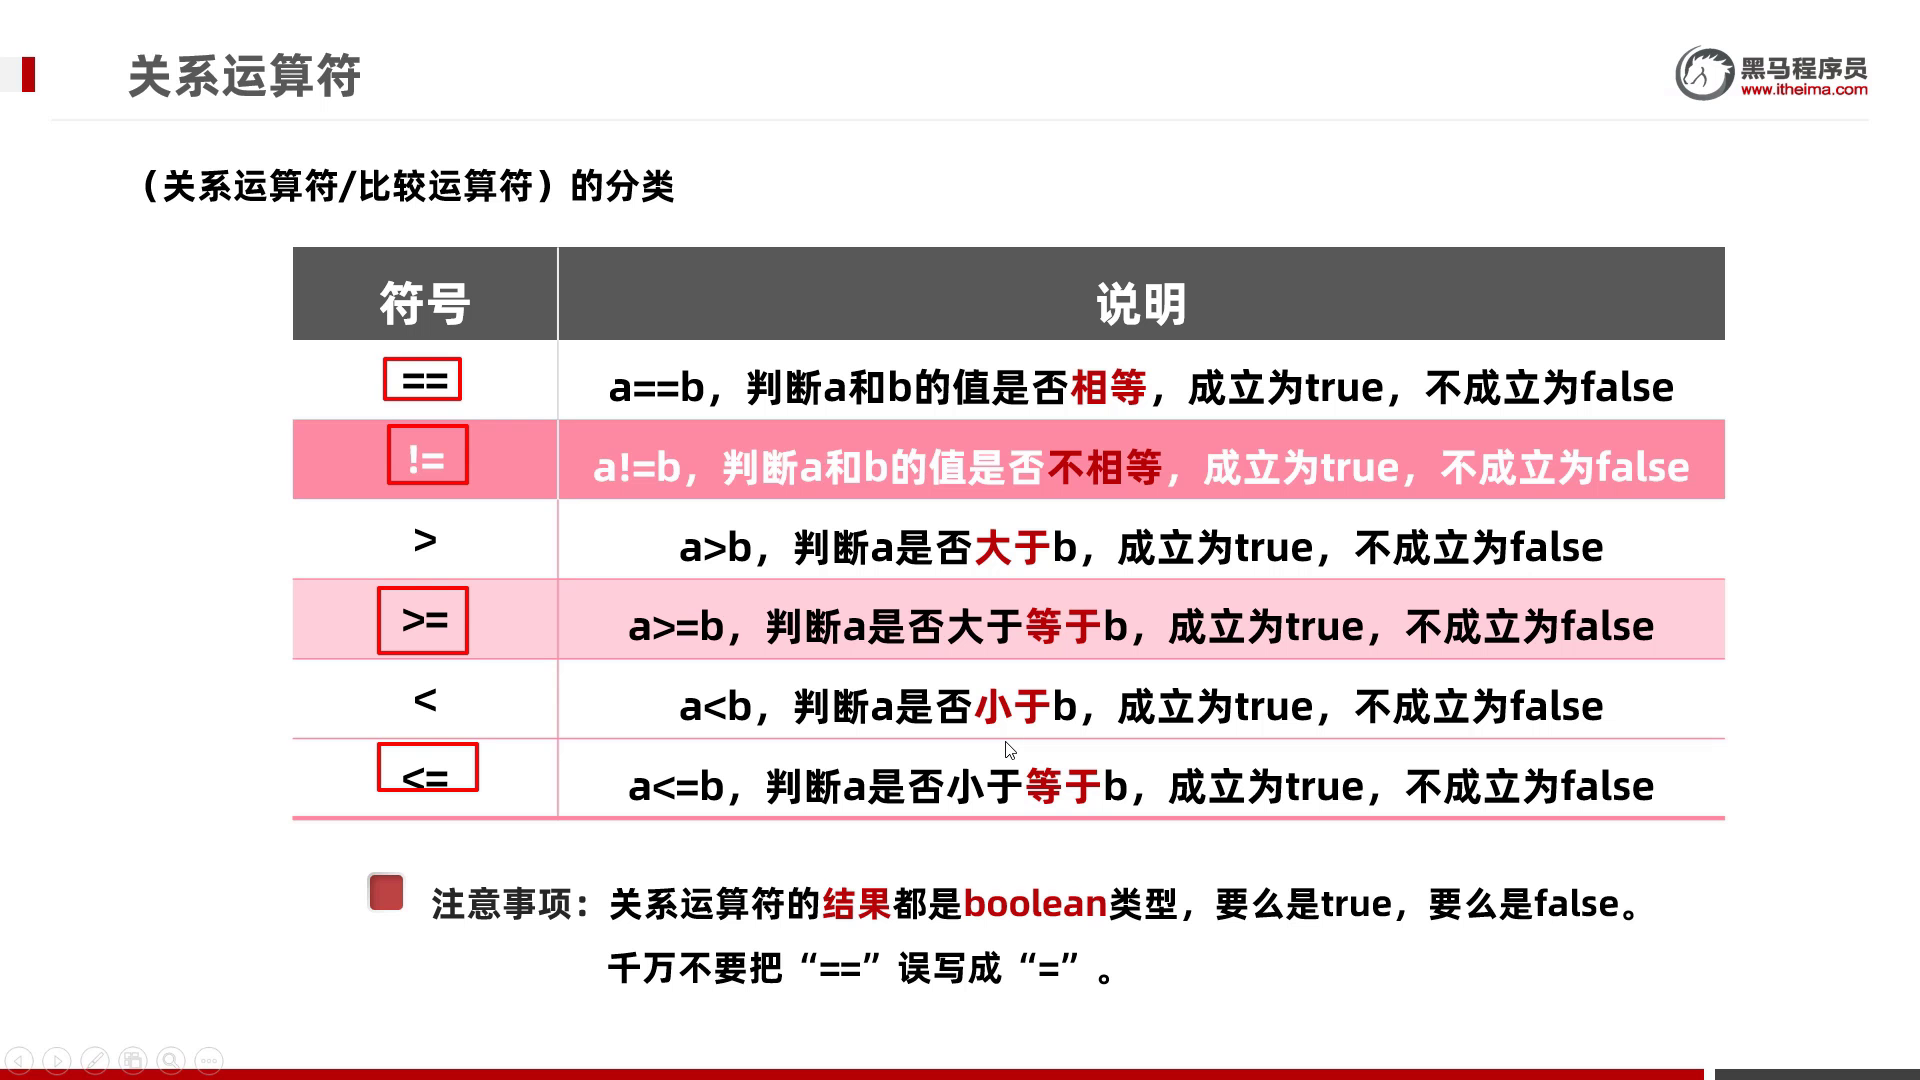 关系运算符
黑马程序员
www.itheima.com
（关系运算符/比较运算符）的分类
符号 说明
== a==b，判断a和b的值是否相等，成立为true，不成立为false
!= a!=b，判断a和b的值是否不相等，成立为true，不成立为false
> a>b，判断a是否大于b，成立为true，不成立为false
>= a>=b，判断a是否大于等于b，成立为true，不成立为false
< a<b，判断a是否小于b，成立为true，不成立为false
<= a<=b，判断a是否小于等于b，成立为true，不成立为false
注意事项：关系运算符的结果都是boolean类型，要么是true，要么是false。
千万不要把“==”误写成“=”。